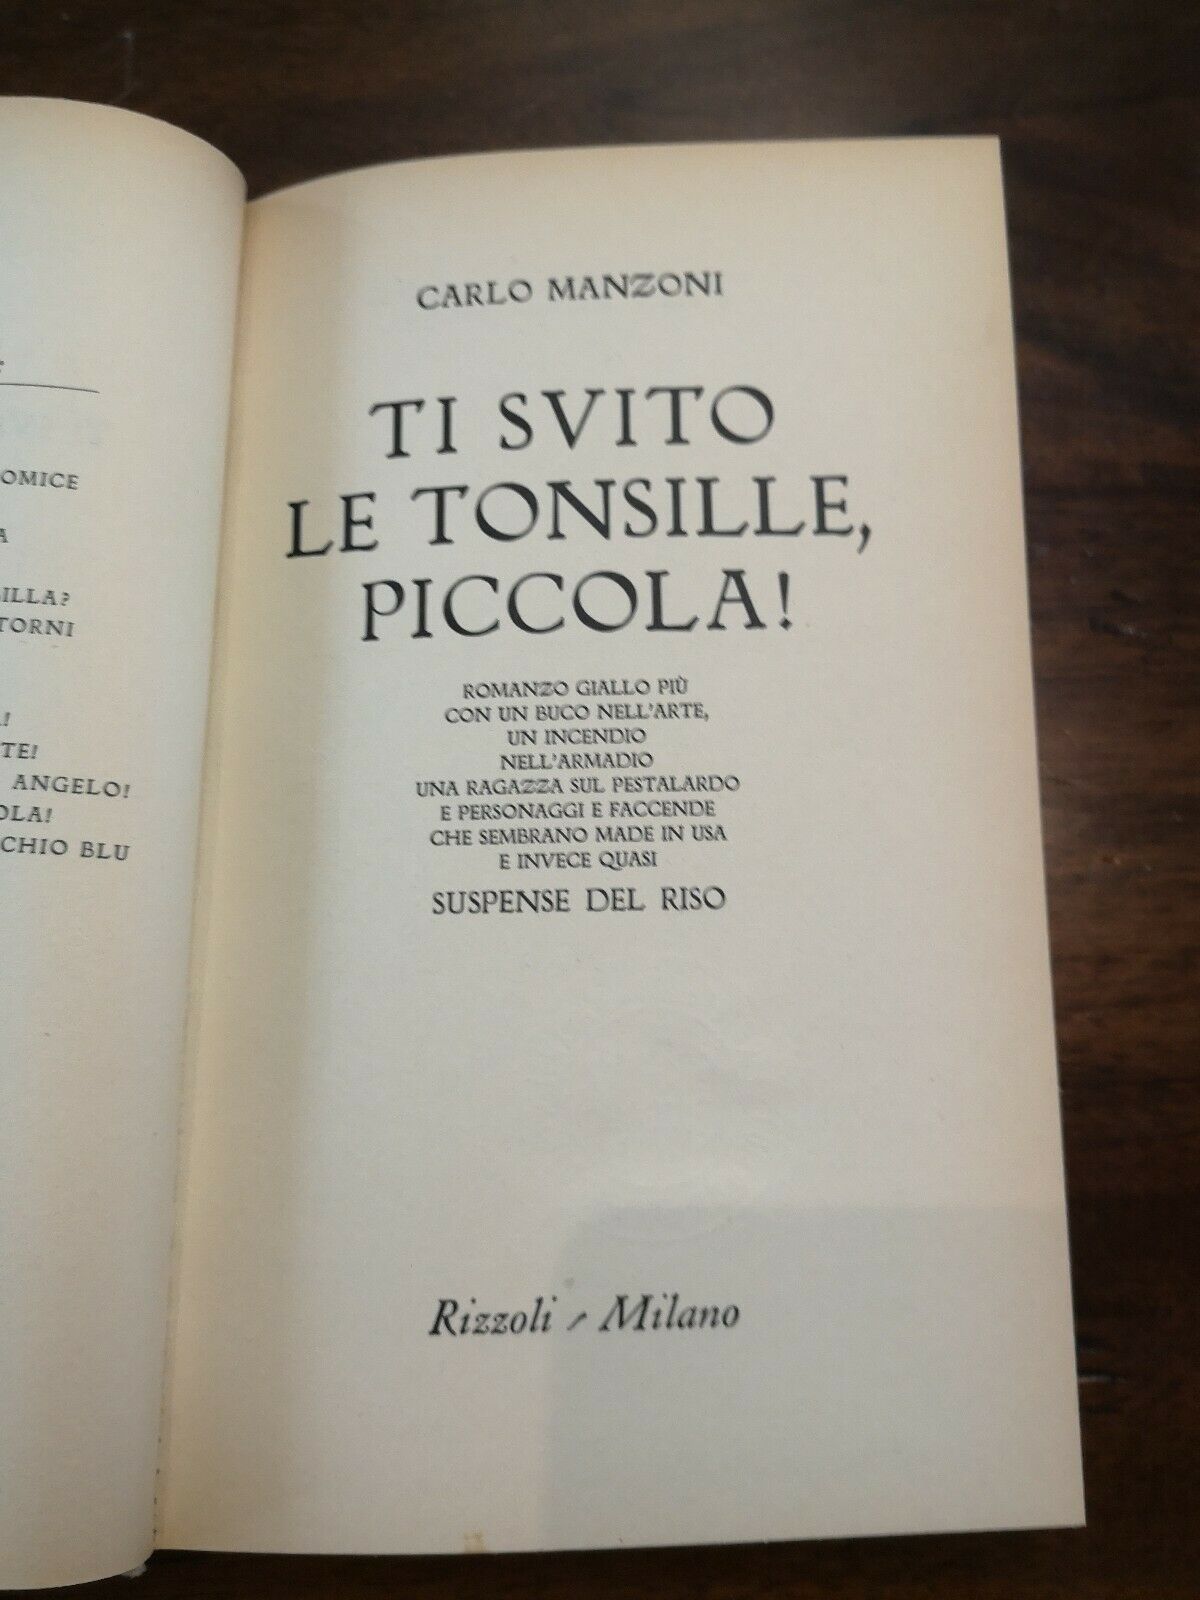 OMICE
A
ILLA?
TORNI
A!
TE!
ANGELO!
OLA!
CHIO BLU
CARLO MANZONI
TI SVITO
LE TONSILLE,
PICCOLA!
ROMANZO GIALLO PIÙ
CON UN BUCO NELL'ARTE,
UN INCENDIO
NELL'ARMADIO
UNA RAGAZZA SUL PESTALARDO
E PERSONAGGI E FACCENDE
CHE SEMBRANO MADE IN USA
E INVECE QUASI
SUSPENSE DEL RISO
Rizzoli - Milano